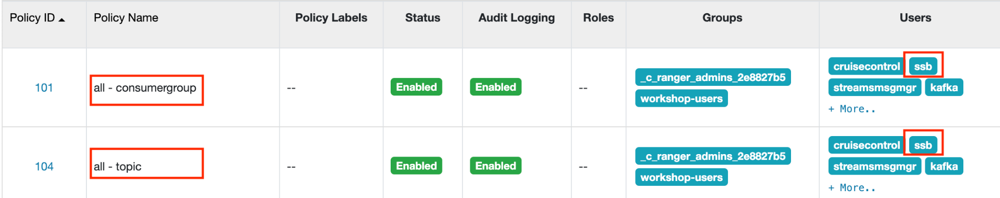 Policy ID Policy Name Policy Labels Status Audit Logging Roles Groups Users
101 all - consumergroup -- Enabled Enabled -- _c_ranger_admins_2e8827b5 workshop-users cruisecontrol ssb streamsmsgmgr kafka + More..
104 all - topic -- Enabled Enabled -- _c_ranger_admins_2e8827b5 workshop-users cruisecontrol ssb streamsmsgmgr kafka + More..